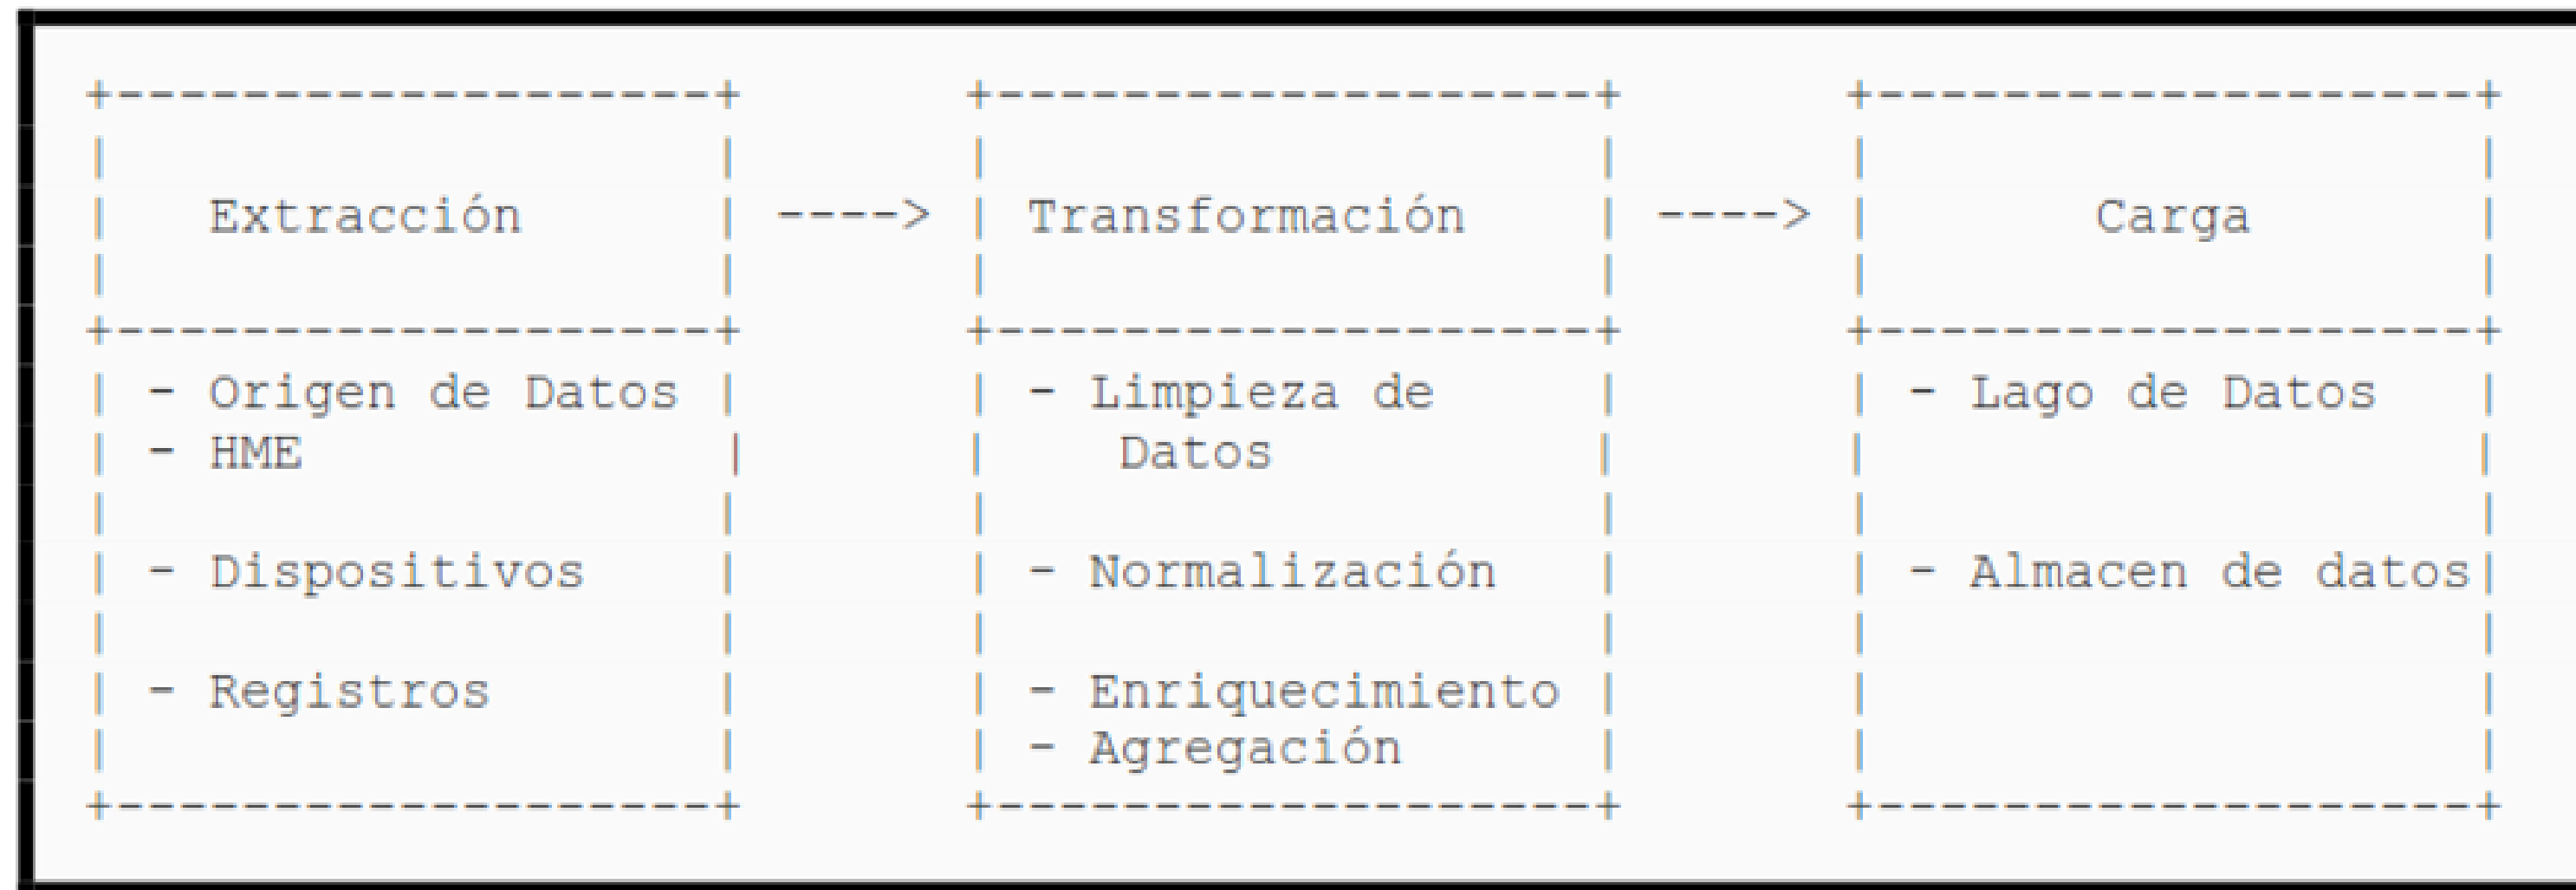 +-------------------+ +-------------------+ +-------------------+
| | | | | |
| Extracción | ----> | Transformación | ----> | Carga |
| | | | | |
+-------------------+ +-------------------+ +-------------------+
| - Origen de Datos | | - Limpieza de | | - Lago de Datos |
| - HME | | Datos | | |
| | | | | |
| - Dispositivos | | - Normalización | | - Almacen de datos|
| | | | | |
| - Registros | | - Enriquecimiento | | |
| | | - Agregación | | |
+-------------------+ +-------------------+ +-------------------+